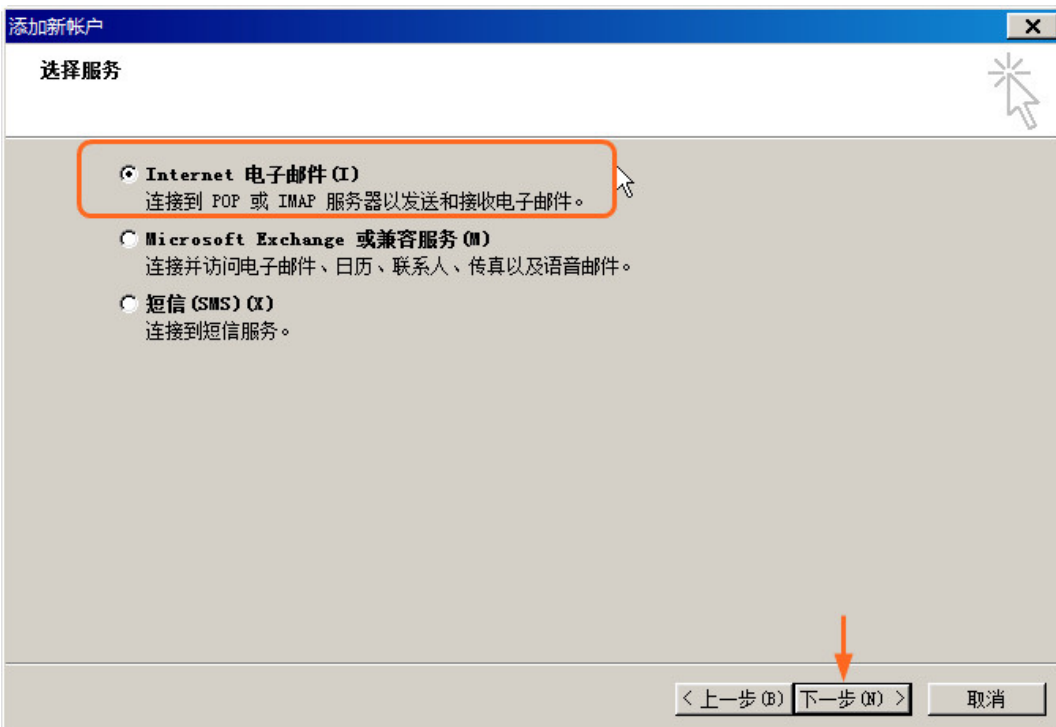 添加新帐户
选择服务
Internet 电子邮件(I)
连接到 POP 或 IMAP 服务器以发送和接收电子邮件。
Microsoft Exchange 或兼容服务(M)
连接并访问电子邮件、日历、联系人、传真以及语音邮件。
短信(SMS)(X)
连接到短信服务。
< 上一步(B) 下一步(N) > 取消